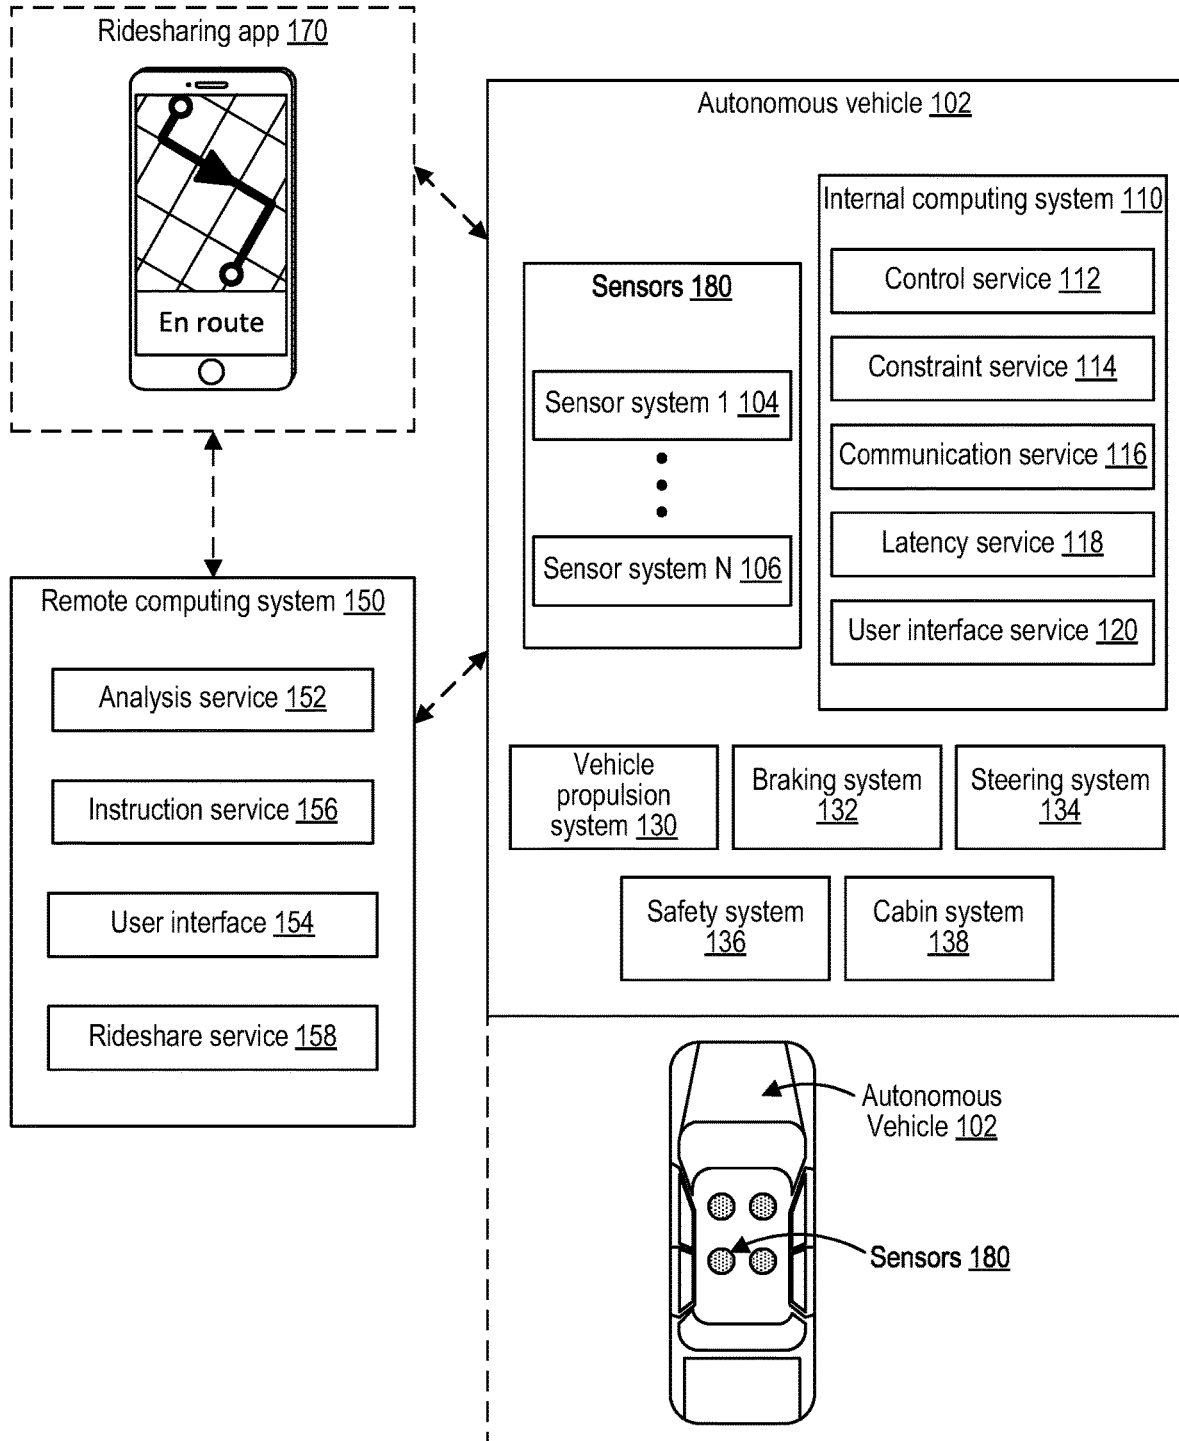 Ridesharing app 170
En route
Autonomous vehicle 102
Sensors 180
Sensor system 1 104
Sensor system N 106
Internal computing system 110
Control service 112
Constraint service 114
Communication service 116
Latency service 118
User interface service 120
Remote computing system 150
Analysis service 152
Instruction service 156
User interface 154
Rideshare service 158
Vehicle
propulsion
system 130
Braking system
132
Steering system
134
Safety system
136
Cabin system
138
Autonomous
Vehicle 102
Sensors 180